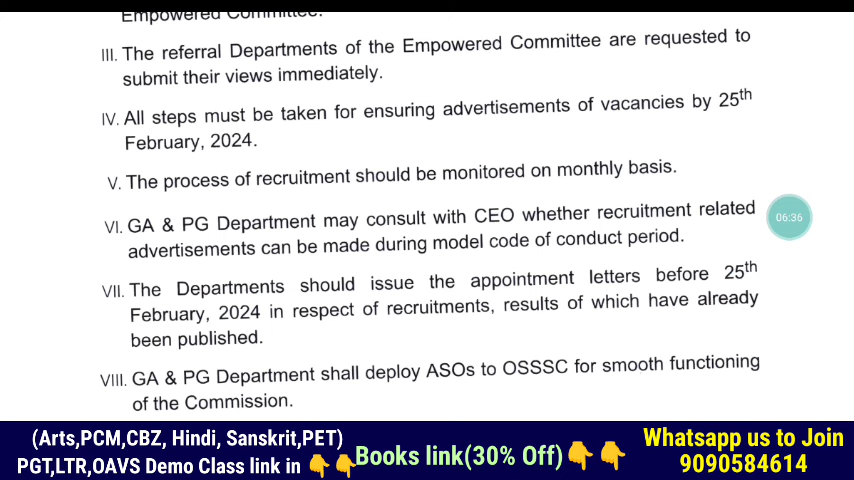 Empowered Committee.
III. The referral Departments of the Empowered Committee are requested to
submit their views immediately.
IV. All steps must be taken for ensuring advertisements of vacancies by 25th
February, 2024.
V. The process of recruitment should be monitored on monthly basis.
06:36
VI. GA & PG Department may consult with CEO whether recruitment related
advertisements can be made during model code of conduct period.
VII. The Departments should issue the appointment letters before 25th
February, 2024 in respect of recruitments, results of which have already
been published.
VIII. GA & PG Department shall deploy ASOs to OSSSC for smooth functioning
of the Commission.
(Arts,PCM,CBZ, Hindi, Sanskrit,PET)
PGT,LTR,OAVS Demo Class link in 👇👇
Books link(30% Off)👇👇
Whatsapp us to Join
9090584614